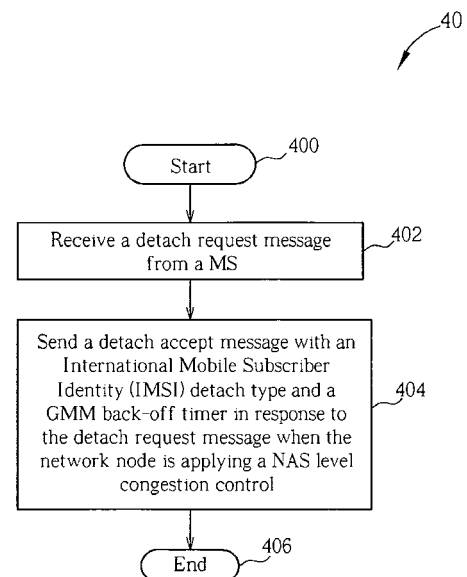 40
Start
400
Receive a detach request message
from a MS
402
Send a detach accept message with an
International Mobile Subscriber
Identity (IMSI) detach type and a
GMM back-off timer in response to
the detach request message when the
network node is applying a NAS level
congestion control
404
End
406